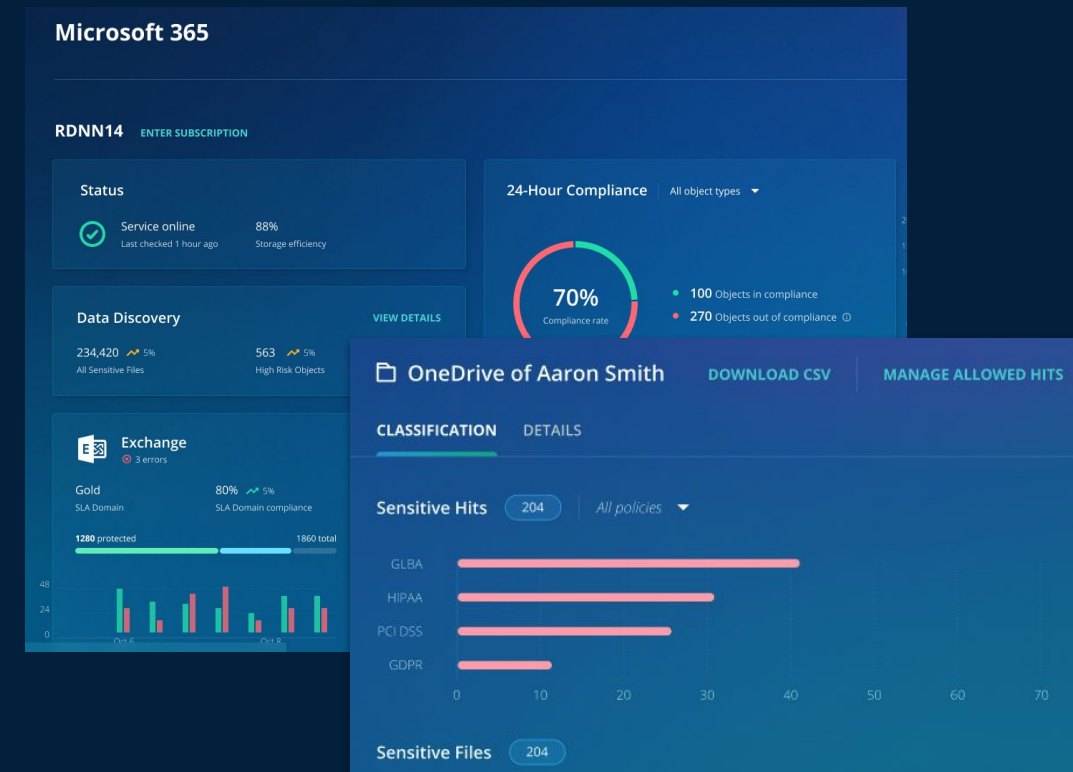 Microsoft 365
RDNN14 ENTER SUBSCRIPTION
Status
Service online
Last checked 1 hour ago
88%
Storage efficiency
24-Hour Compliance All object types
70%
Compliance rate
100 Objects in compliance
270 Objects out of compliance
Data Discovery VIEW DETAILS
234,420 5%
All Sensitive Files
563 5%
High Risk Objects
Exchange
3 errors
Gold
SLA Domain
80% 5%
SLA Domain compliance
1280 protected 1860 total
48
24
0
Oct 6 Oct 8
OneDrive of Aaron Smith DOWNLOAD CSV MANAGE ALLOWED HITS
CLASSIFICATION DETAILS
Sensitive Hits 204 All policies
GLBA
HIPAA
PCI DSS
GDPR
0 10 20 30 40 50 60 70
Sensitive Files 204